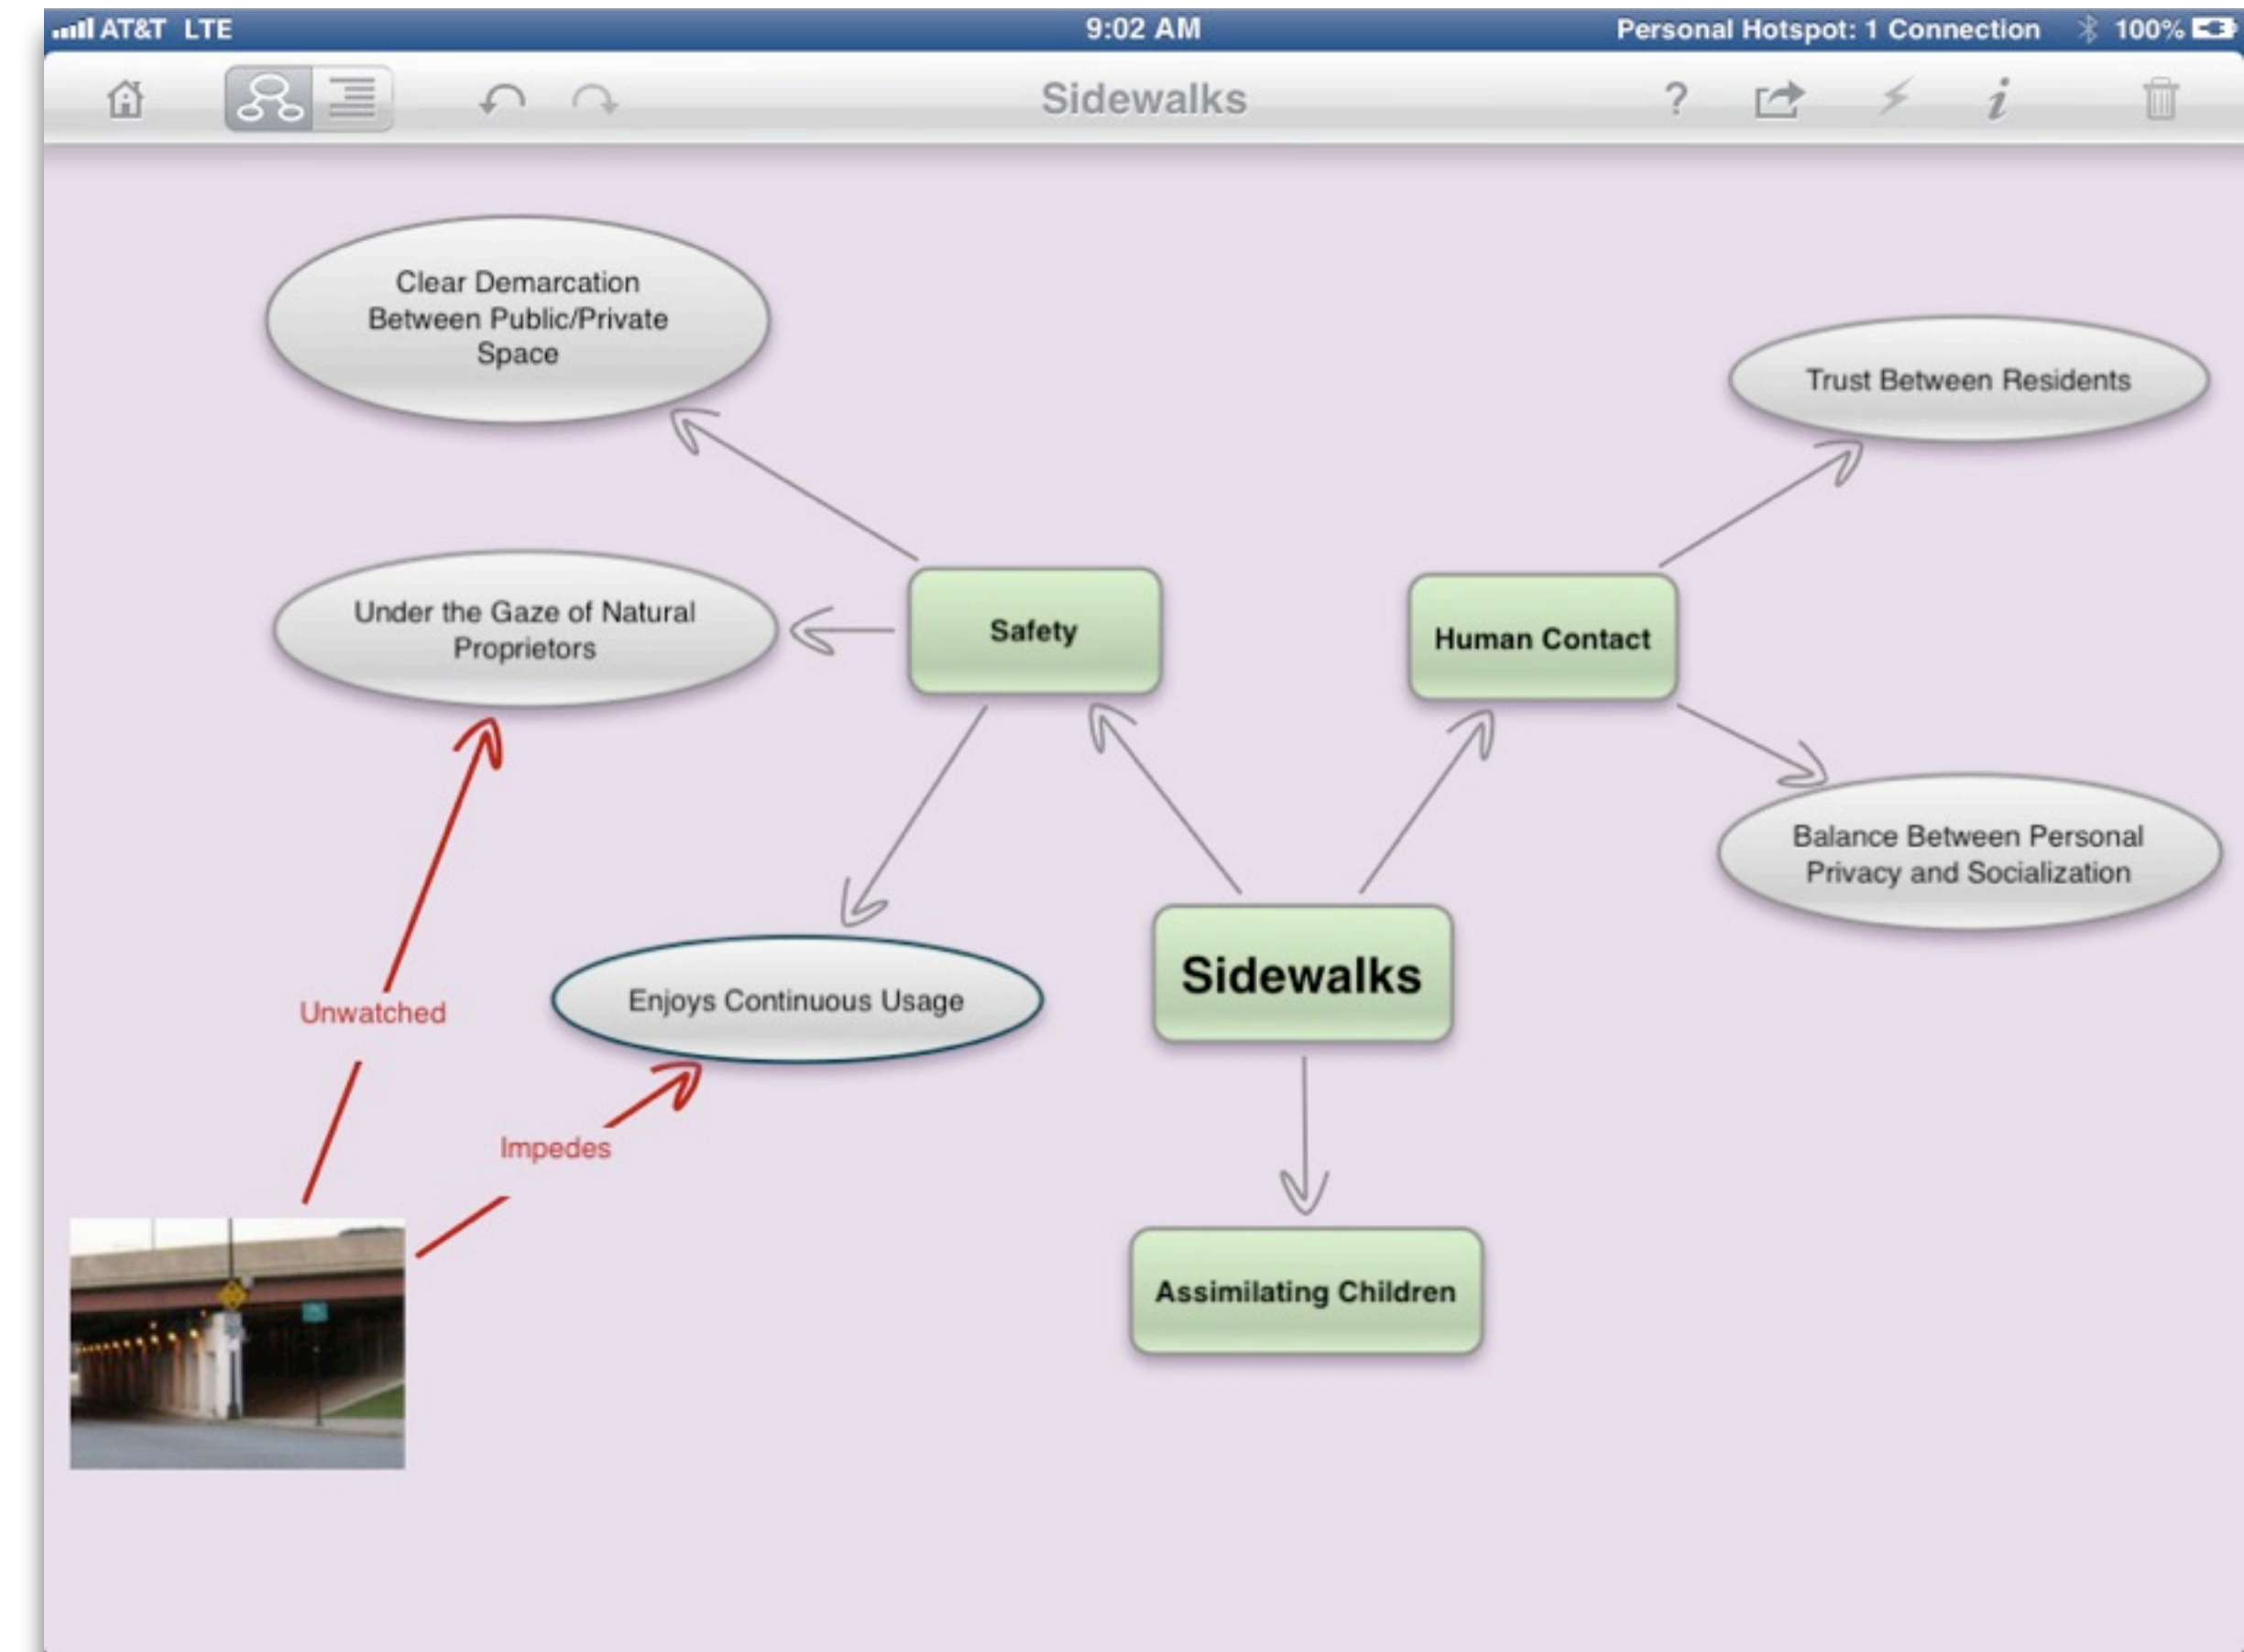 AT&T LTE
9:02 AM
Personal Hotspot: 1 Connection
100%
Sidewalks
?
i
Clear Demarcation
Between Public/Private
Space
Trust Between Residents
Under the Gaze of Natural
Proprietors
Safety
Human Contact
Balance Between Personal
Privacy and Socialization
Sidewalks
Enjoys Continuous Usage
Unwatched
Impedes
Assimilating Children